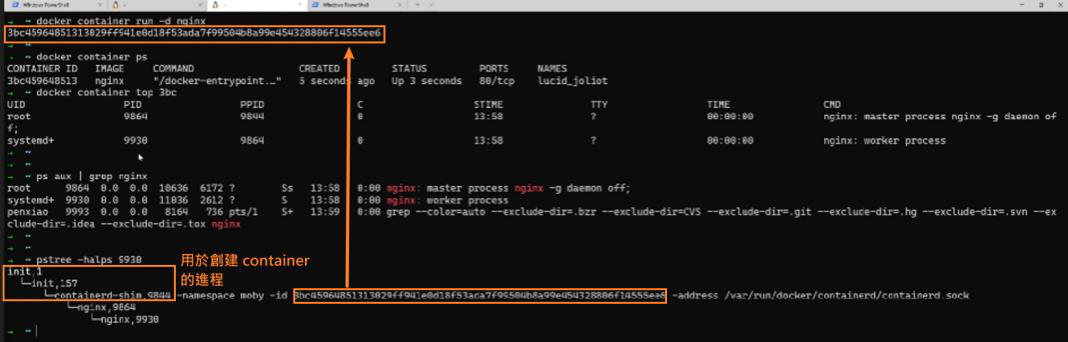 Windows PowerShell
Windows PowerShell
→ ~ docker container run -d nginx
3bc45964851313029ff941e0d18f53ada7f99504b8a99e454328806f14555ee6
→ ~
→ ~ docker container ps
CONTAINER ID IMAGE COMMAND CREATED STATUS PORTS NAMES
3bc459648513 nginx "/docker-entrypoint.…" 5 seconds ago Up 3 seconds 80/tcp lucid_joliot
→ ~ docker container top 3bc
UID PID PPID C STIME TTY TIME CMD
root 9864 9844 0 13:58 ? 00:00:00 nginx: master process nginx -g daemon of
f;
systemd+ 9930 9864 0 13:58 ? 00:00:00 nginx: worker process
→ ~
→ ~
→ ~ ps aux | grep nginx
root 9864 0.0 0.0 10636 6172 ? Ss 13:58 0:00 nginx: master process nginx -g daemon off;
systemd+ 9930 0.0 0.0 11036 2612 ? S 13:58 0:00 nginx: worker process
penxiao 9993 0.0 0.0 8164 736 pts/1 S+ 13:59 0:00 grep --color=auto --exclude-dir=.bzr --exclude-dir=CVS --exclude-dir=.git --exclude-dir=.hg --exclude-dir=.svn --ex
clude-dir=.idea --exclude-dir=.tox nginx
→ ~
→ ~
→ ~ pstree -halps 9930
init,1
└─init,157
└─containerd-shim,9844 -namespace moby -id 3bc45964851313029ff941e0d18f53ada7f99504b8a99e454328806f14555ee6 -address /var/run/docker/containerd/containerd.sock
└─nginx,9864
└─nginx,9930
→ ~
用於創建 container
的進程